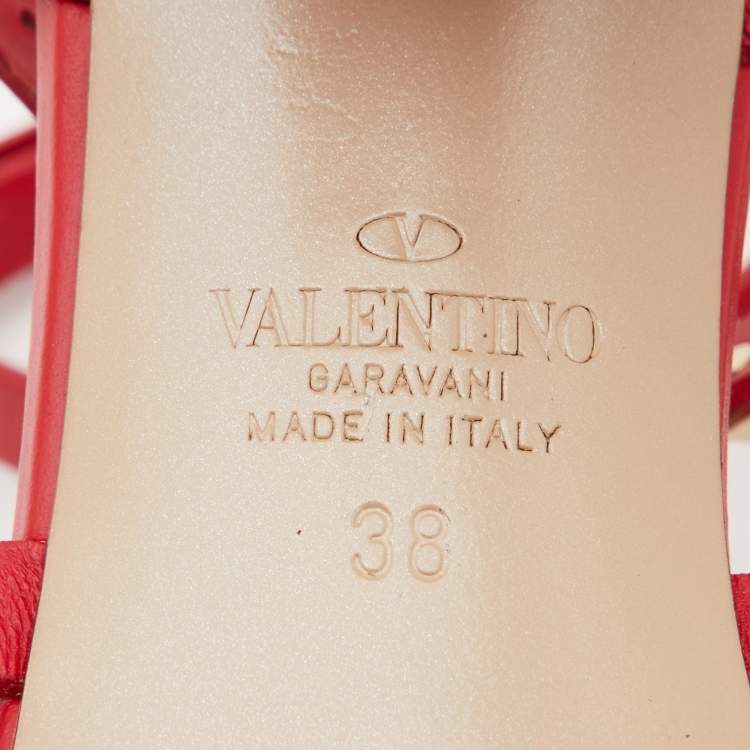 V
VALENTINO
GARAVANI
MADE IN ITALY
38